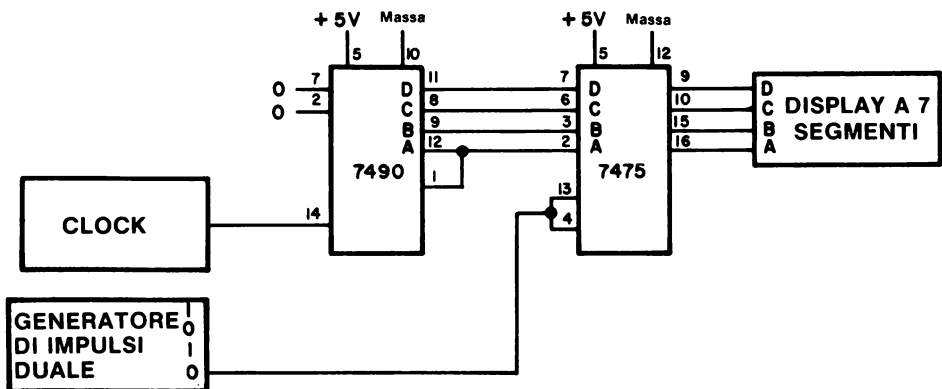 + 5V Massa + 5V Massa
5 10 5 12
0 7 D 11 7 D 9 D DISPLAY A 7
0 2 C 8 6 C 10 C SEGMENTI
B 9 3 B 15 B
A 12 2 A 16 A
7490 7475
1 13
CLOCK 14 4
GENERATORE 1
DI IMPULSI 0
DUALE 1
0